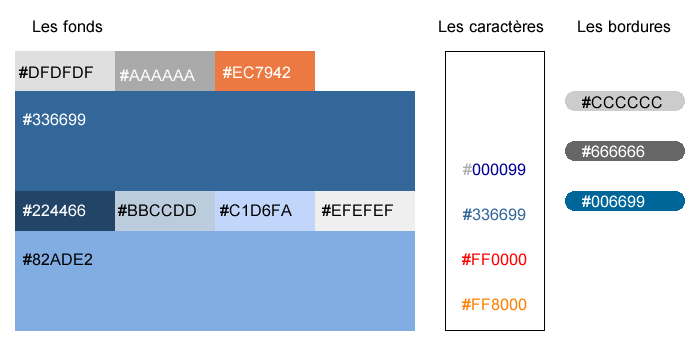 Les fonds
#DFDFDF
#AAAAAA
#EC7942
#336699
#224466
#BBCCDD
#C1D6FA
#EFEFEF
#82ADE2
Les caractères
#000099
#336699
#FF0000
#FF8000
Les bordures
#CCCCCC
#666666
#006699